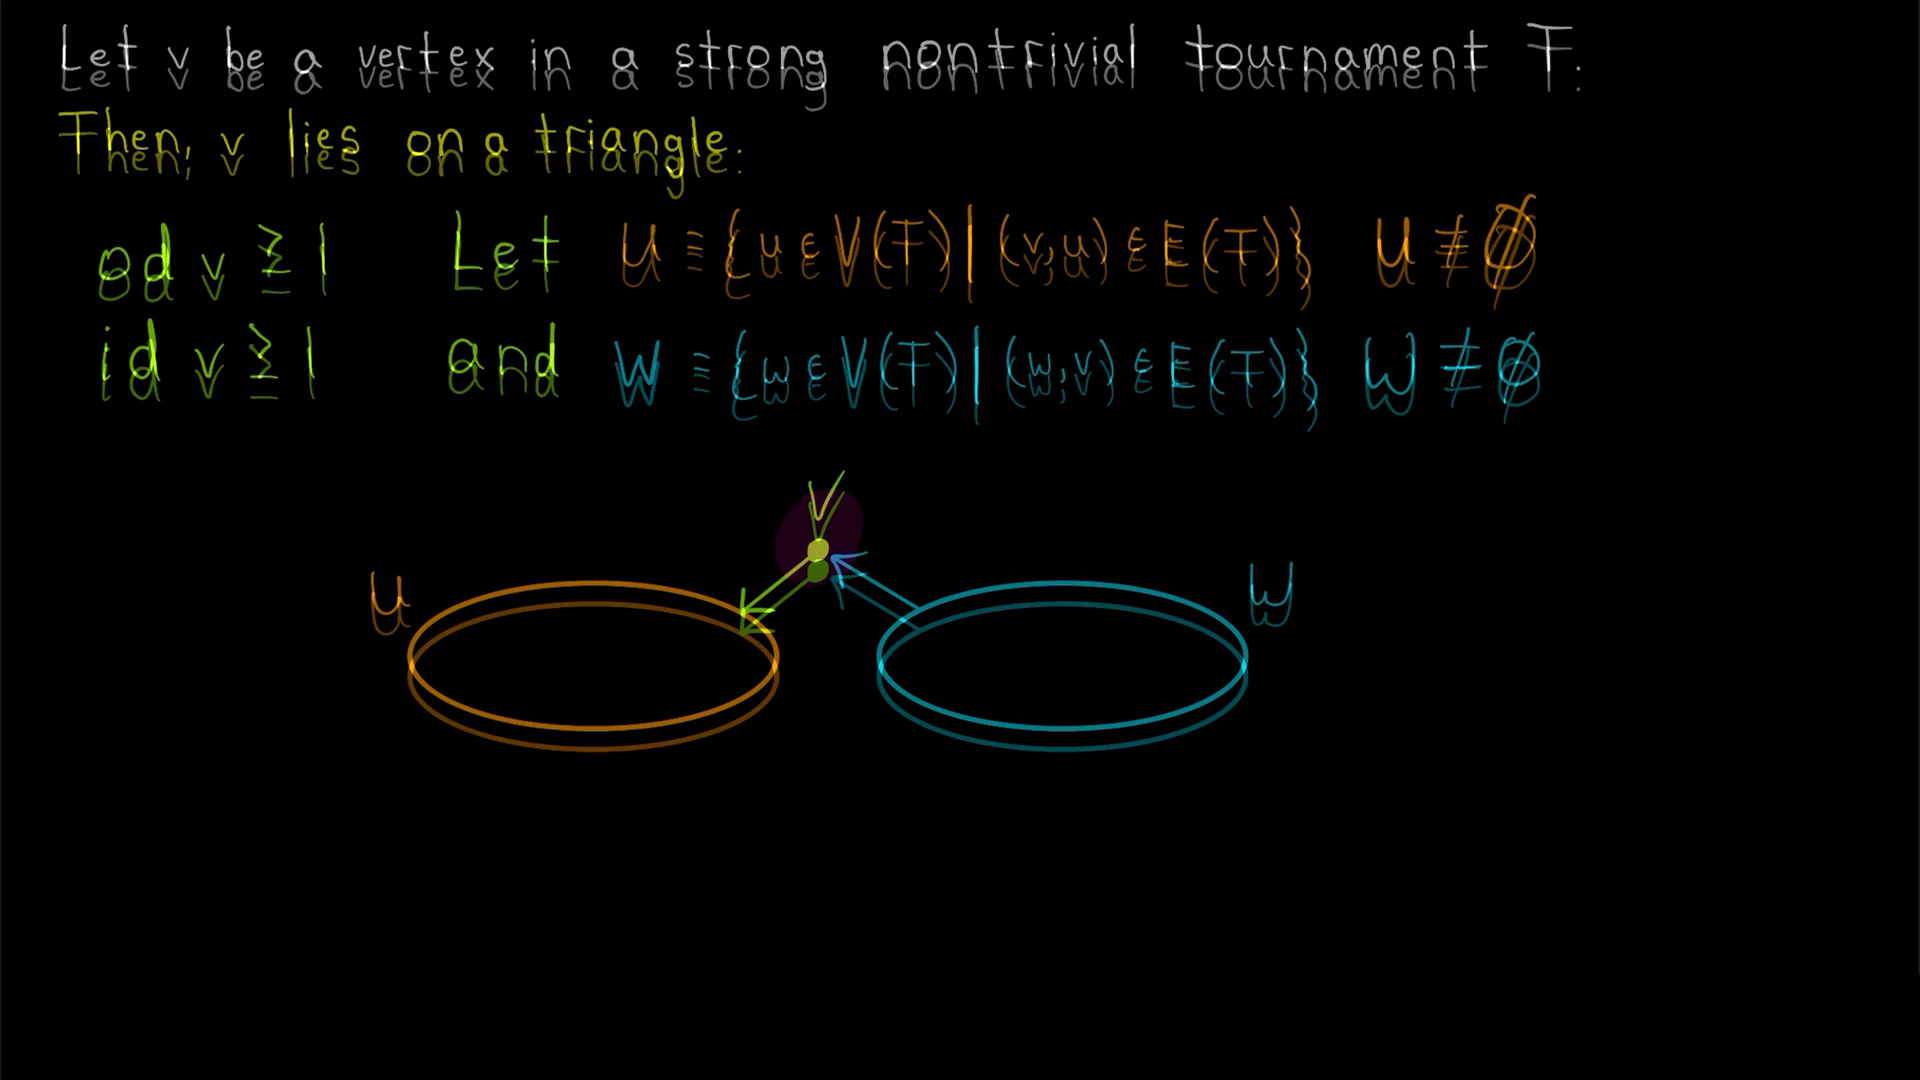 Let v be a vertex in a strong nontrivial tournament T.
Then, v lies on a triangle.
od v ≥ 1 Let U = {u ∈ V(T) | (v,u) ∈ E(T)} U ≠ ∅
id v ≥ 1 and W = {w ∈ V(T) | (w,v) ∈ E(T)} W ≠ ∅
v
U W